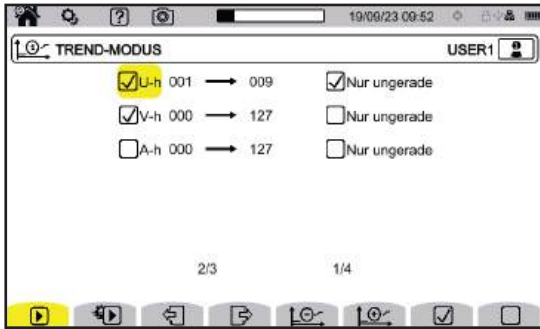 19/09/23 09:52
TREND-MODUS USER1
U-h 001 → 009 Nur ungerade
V-h 000 → 127 Nur ungerade
A-h 000 → 127 Nur ungerade
2/3 1/4